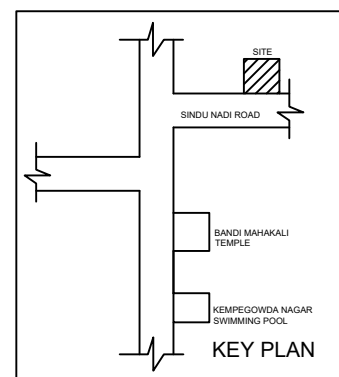 SITE
SINDU NADI ROAD
BANDI MAHAKALI
TEMPLE
KEMPEGOWDA NAGAR
SWIMMING POOL
KEY PLAN